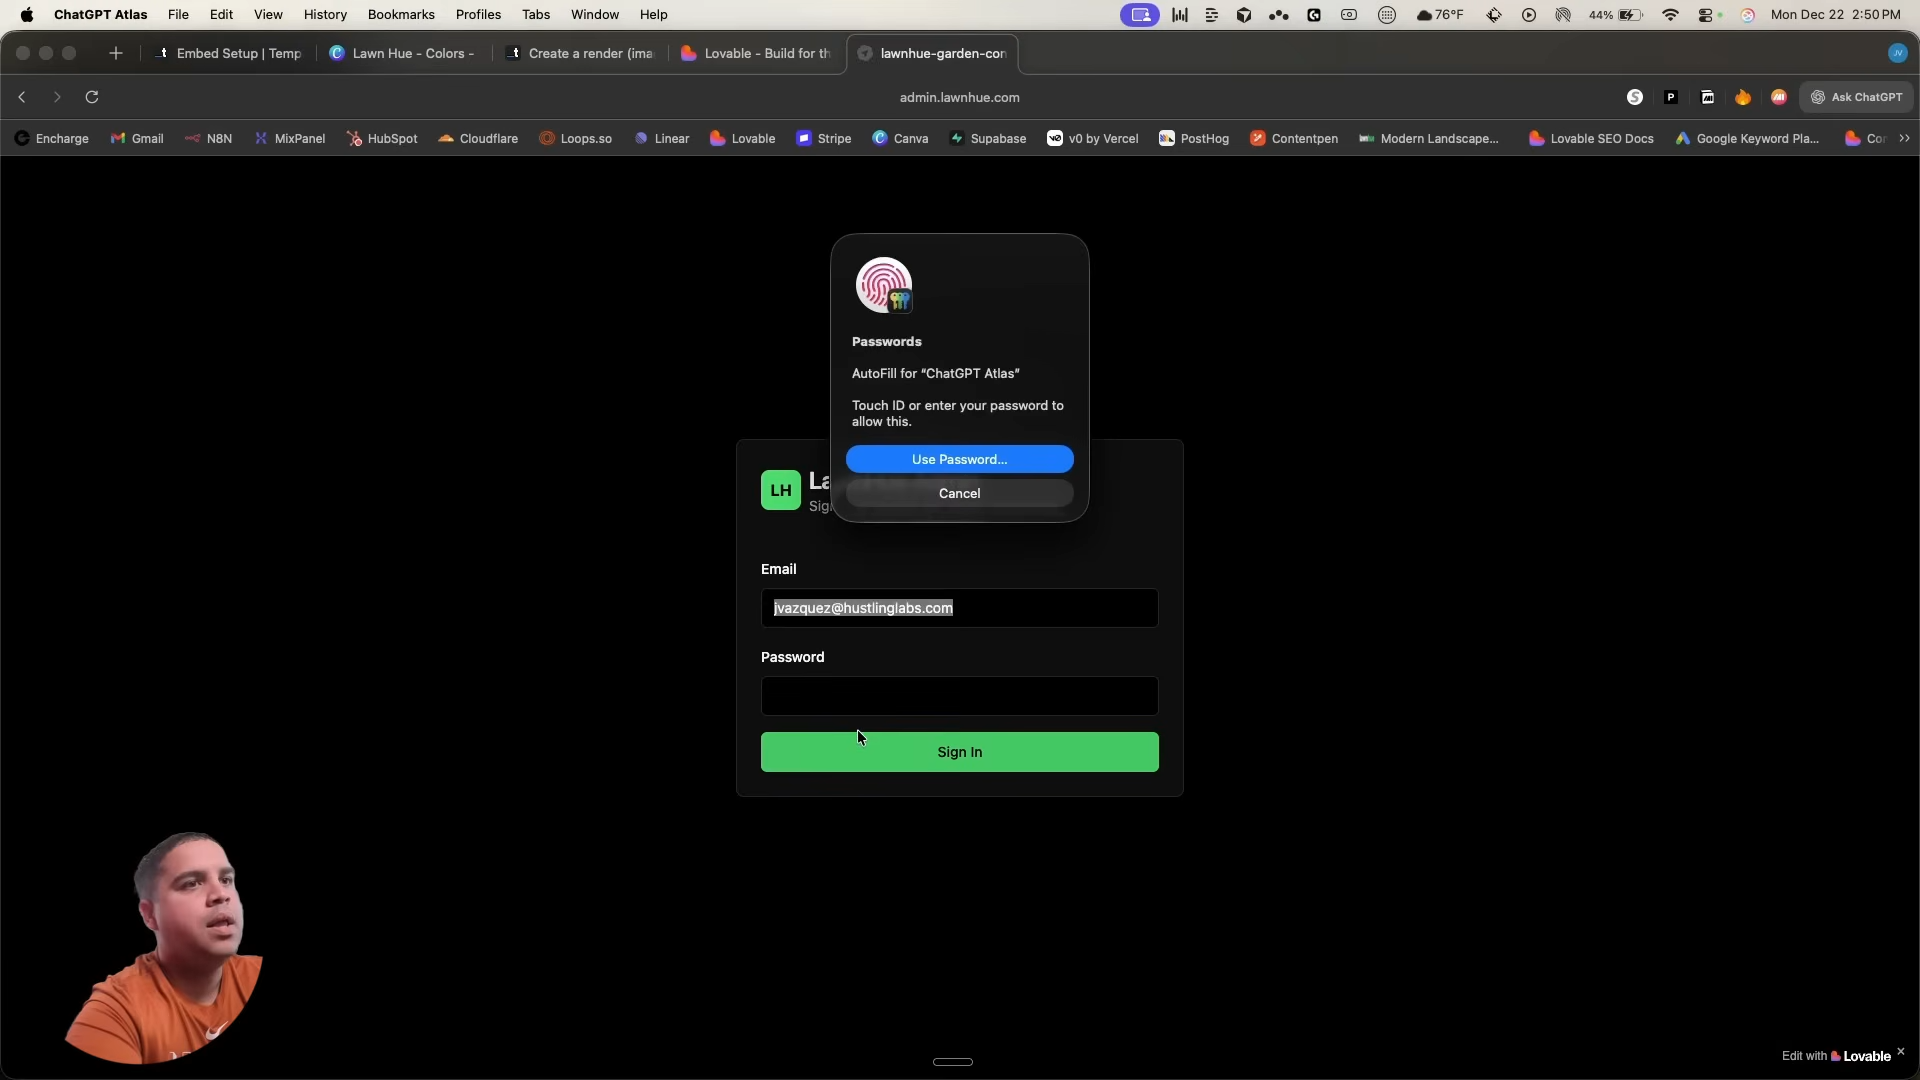 ChatGPT Atlas File Edit View History Bookmarks Profiles Tabs Window Help 76°F 44% Mon Dec 22 2:50 PM
Embed Setup | Temp Lawn Hue - Colors - Create a render (ima Lovable - Build for th lawnhue-garden-con JV
admin.lawnhue.com Ask ChatGPT
Encharge Gmail N8N MixPanel HubSpot Cloudflare Loops.so Linear Lovable Stripe Canva Supabase v0 by Vercel PostHog Contentpen Modern Landscape... Lovable SEO Docs Google Keyword Pla... Cor
Passwords
AutoFill for “ChatGPT Atlas”
Touch ID or enter your password to
allow this.
Use Password...
Cancel
LH La
Sig
Email
jvazquez@hustlinglabs.com
Password
Sign In
Edit with Lovable